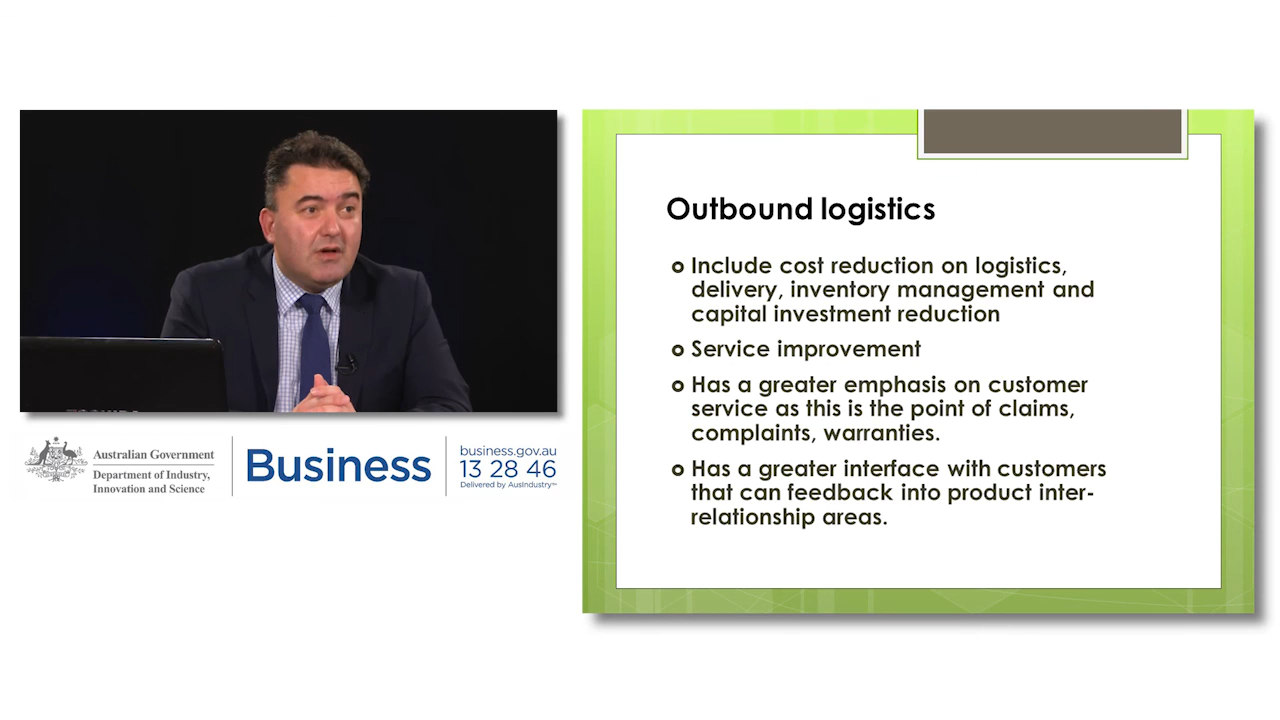 Australian Government
Department of Industry,
Innovation and Science
Business
business.gov.au
13 28 46
Delivered by AusIndustry™
Outbound logistics
Include cost reduction on logistics,
delivery, inventory management and
capital investment reduction
Service improvement
Has a greater emphasis on customer
service as this is the point of claims,
complaints, warranties.
Has a greater interface with customers
that can feedback into product inter-
relationship areas.